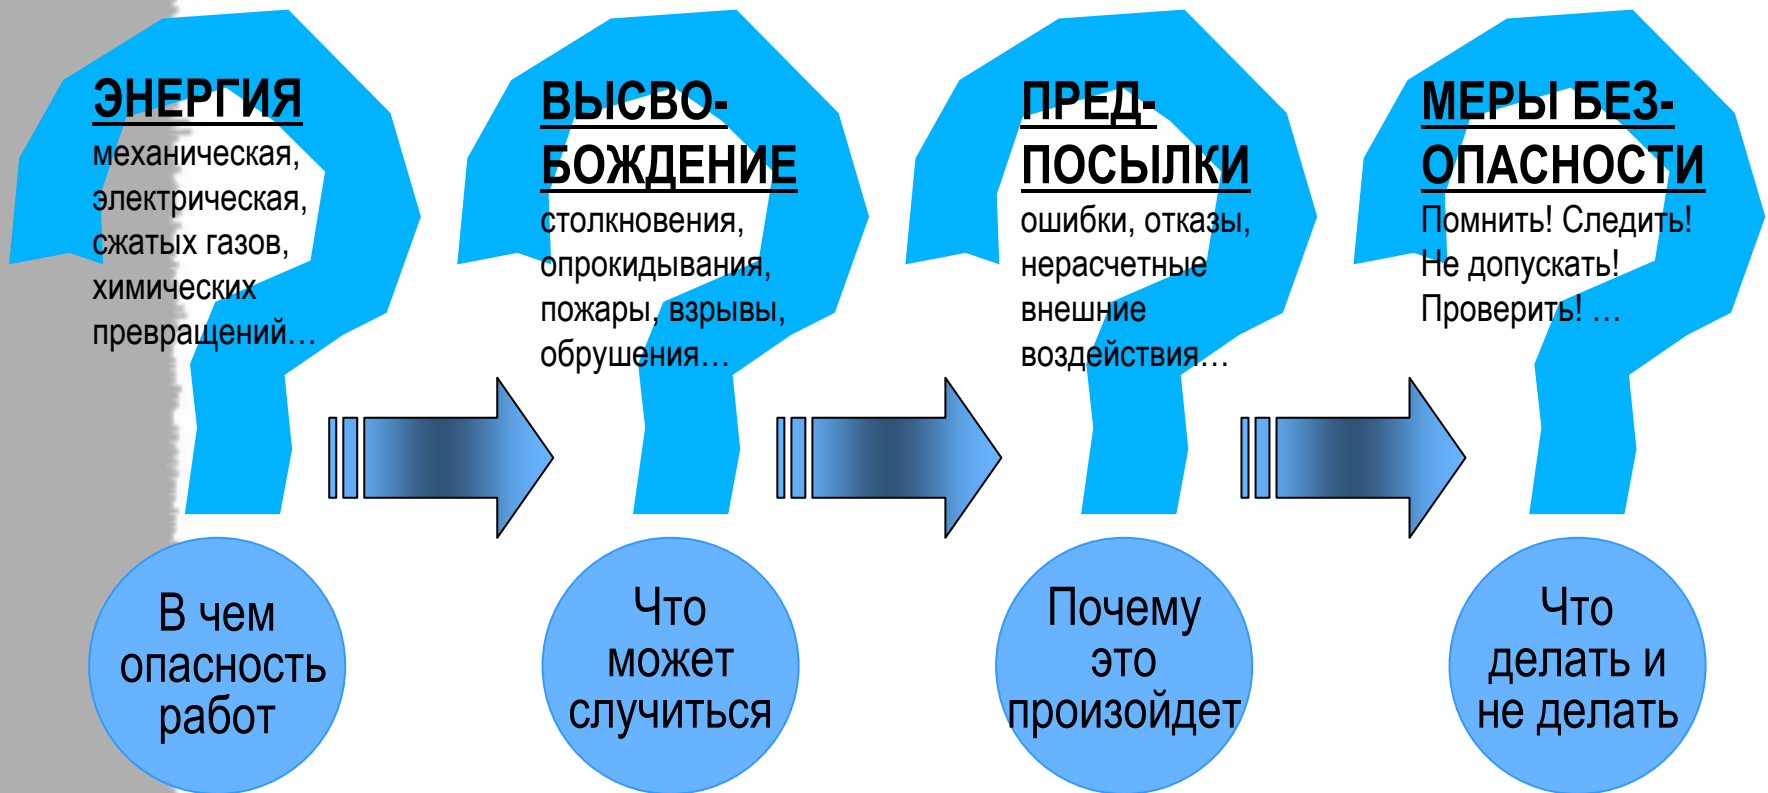 ЭНЕРГИЯ
механическая,
электрическая,
сжатых газов,
химических
превращений…
ВЫСВО-
БОЖДЕНИЕ
столкновения,
опрокидывания,
пожары, взрывы,
обрушения…
ПРЕД-
ПОСЫЛКИ
ошибки, отказы,
нерасчетные
внешние
воздействия…
МЕРЫ БЕЗ-
ОПАСНОСТИ
Помнить! Следить!
Не допускать!
Проверить! …
В чем
опасность
работ
Что
может
случиться
Почему
это
произойдет
Что
делать и
не делать